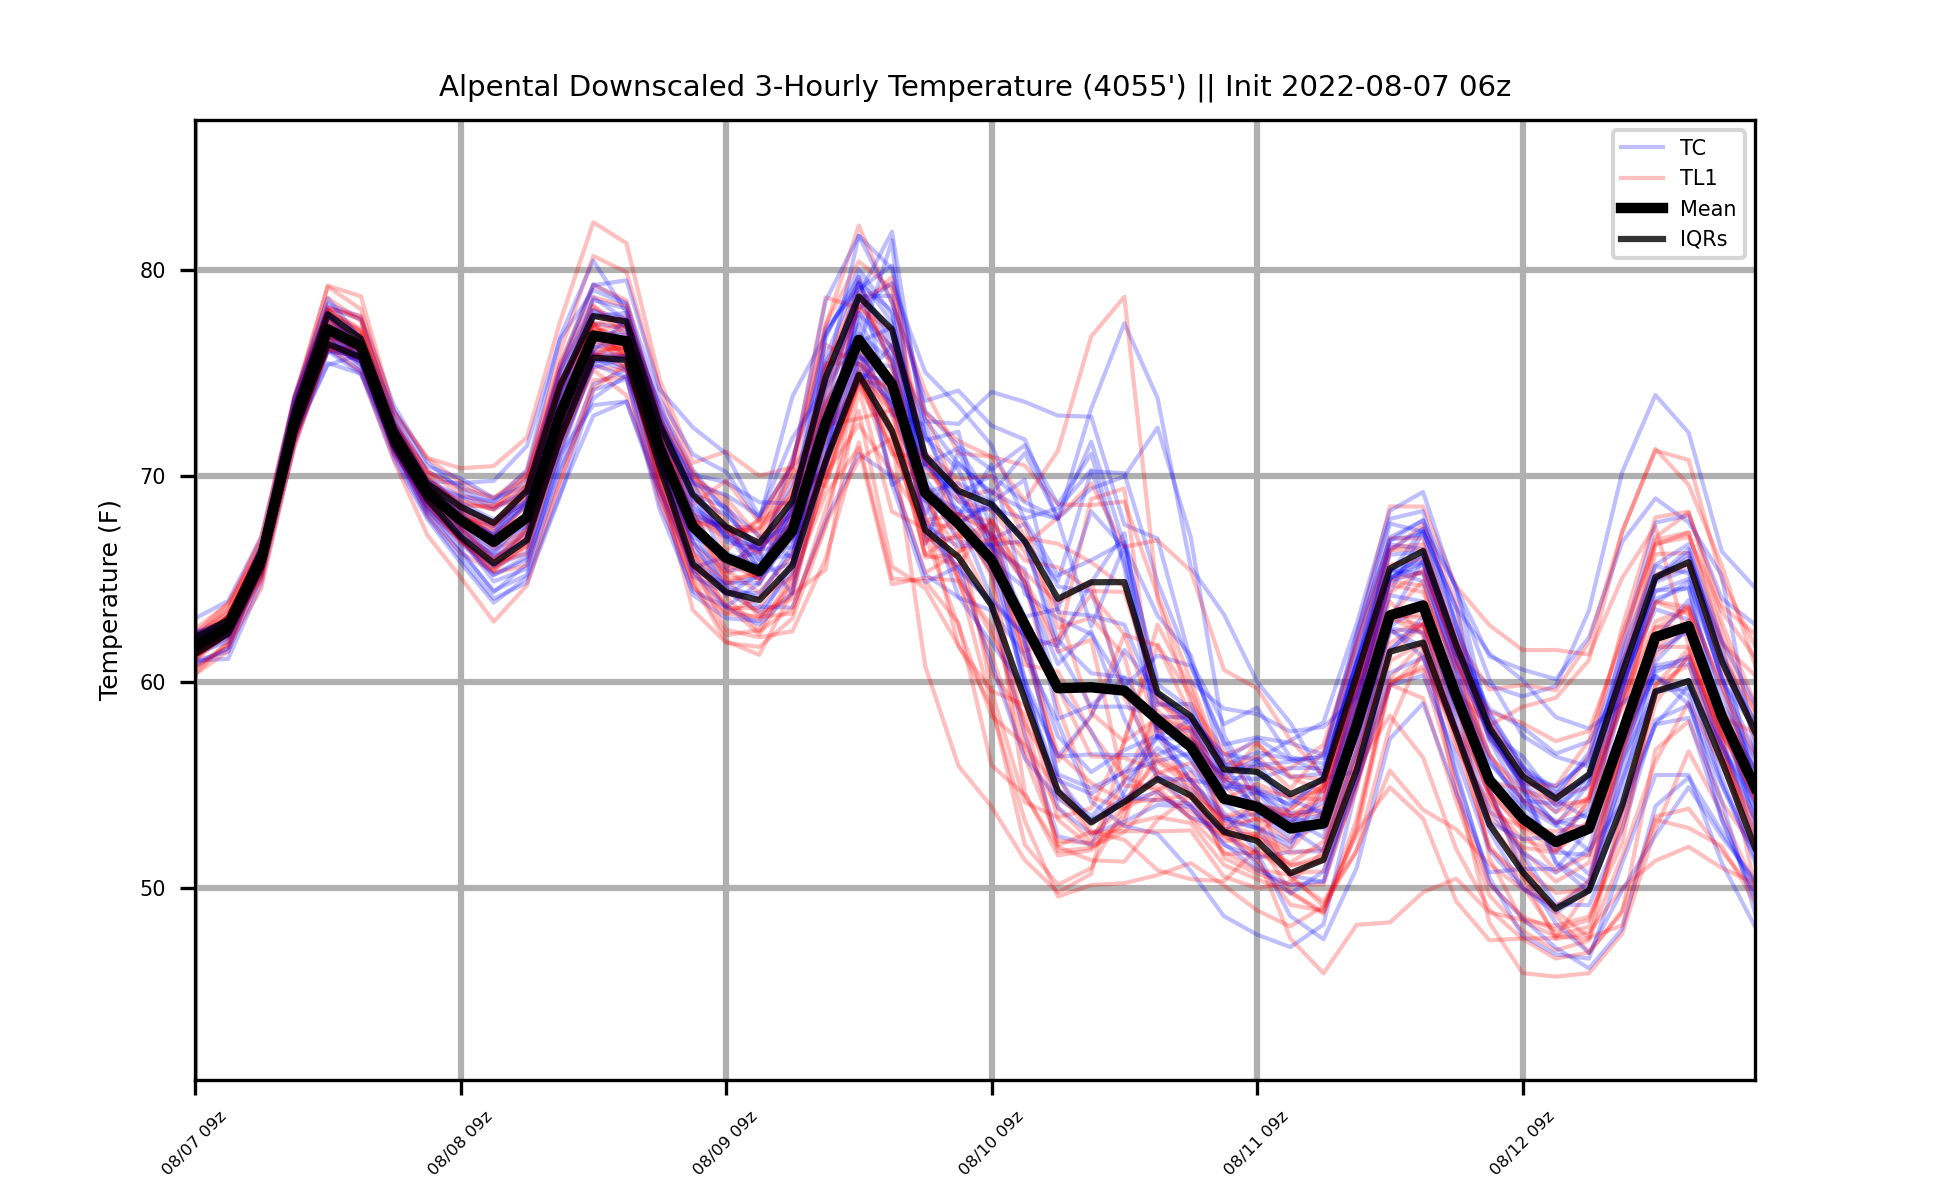 Alpental Downscaled 3-Hourly Temperature (4055') || Init 2022-08-07 06z
TC
TL1
Mean
IQRs
Temperature (F)
80
70
60
50
08/07 09z
08/08 09z
08/09 09z
08/10 09z
08/11 09z
08/12 09z